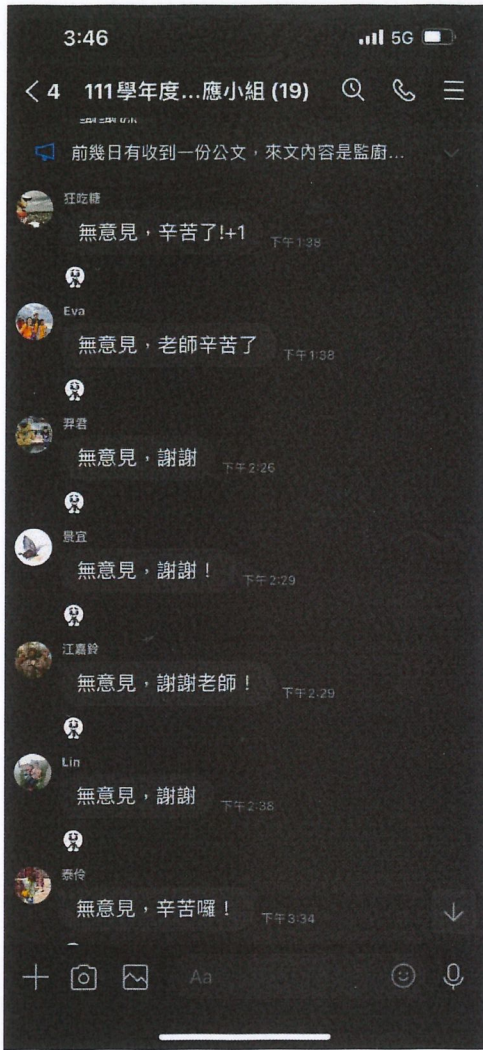 3:46
5G
4 111學年度...應小組 (19)
前幾日有收到一份公文，來文內容是監廚...
狂吃糖
無意見，辛苦了!+1
下午1:38
Eva
無意見，老師辛苦了
下午1:38
羿君
無意見，謝謝
下午2:26
景宜
無意見，謝謝！
下午2:29
江嘉鈴
無意見，謝謝老師！
下午2:29
Lin
無意見，謝謝
下午2:38
泰伶
無意見，辛苦囉！
下午3:34
Aa